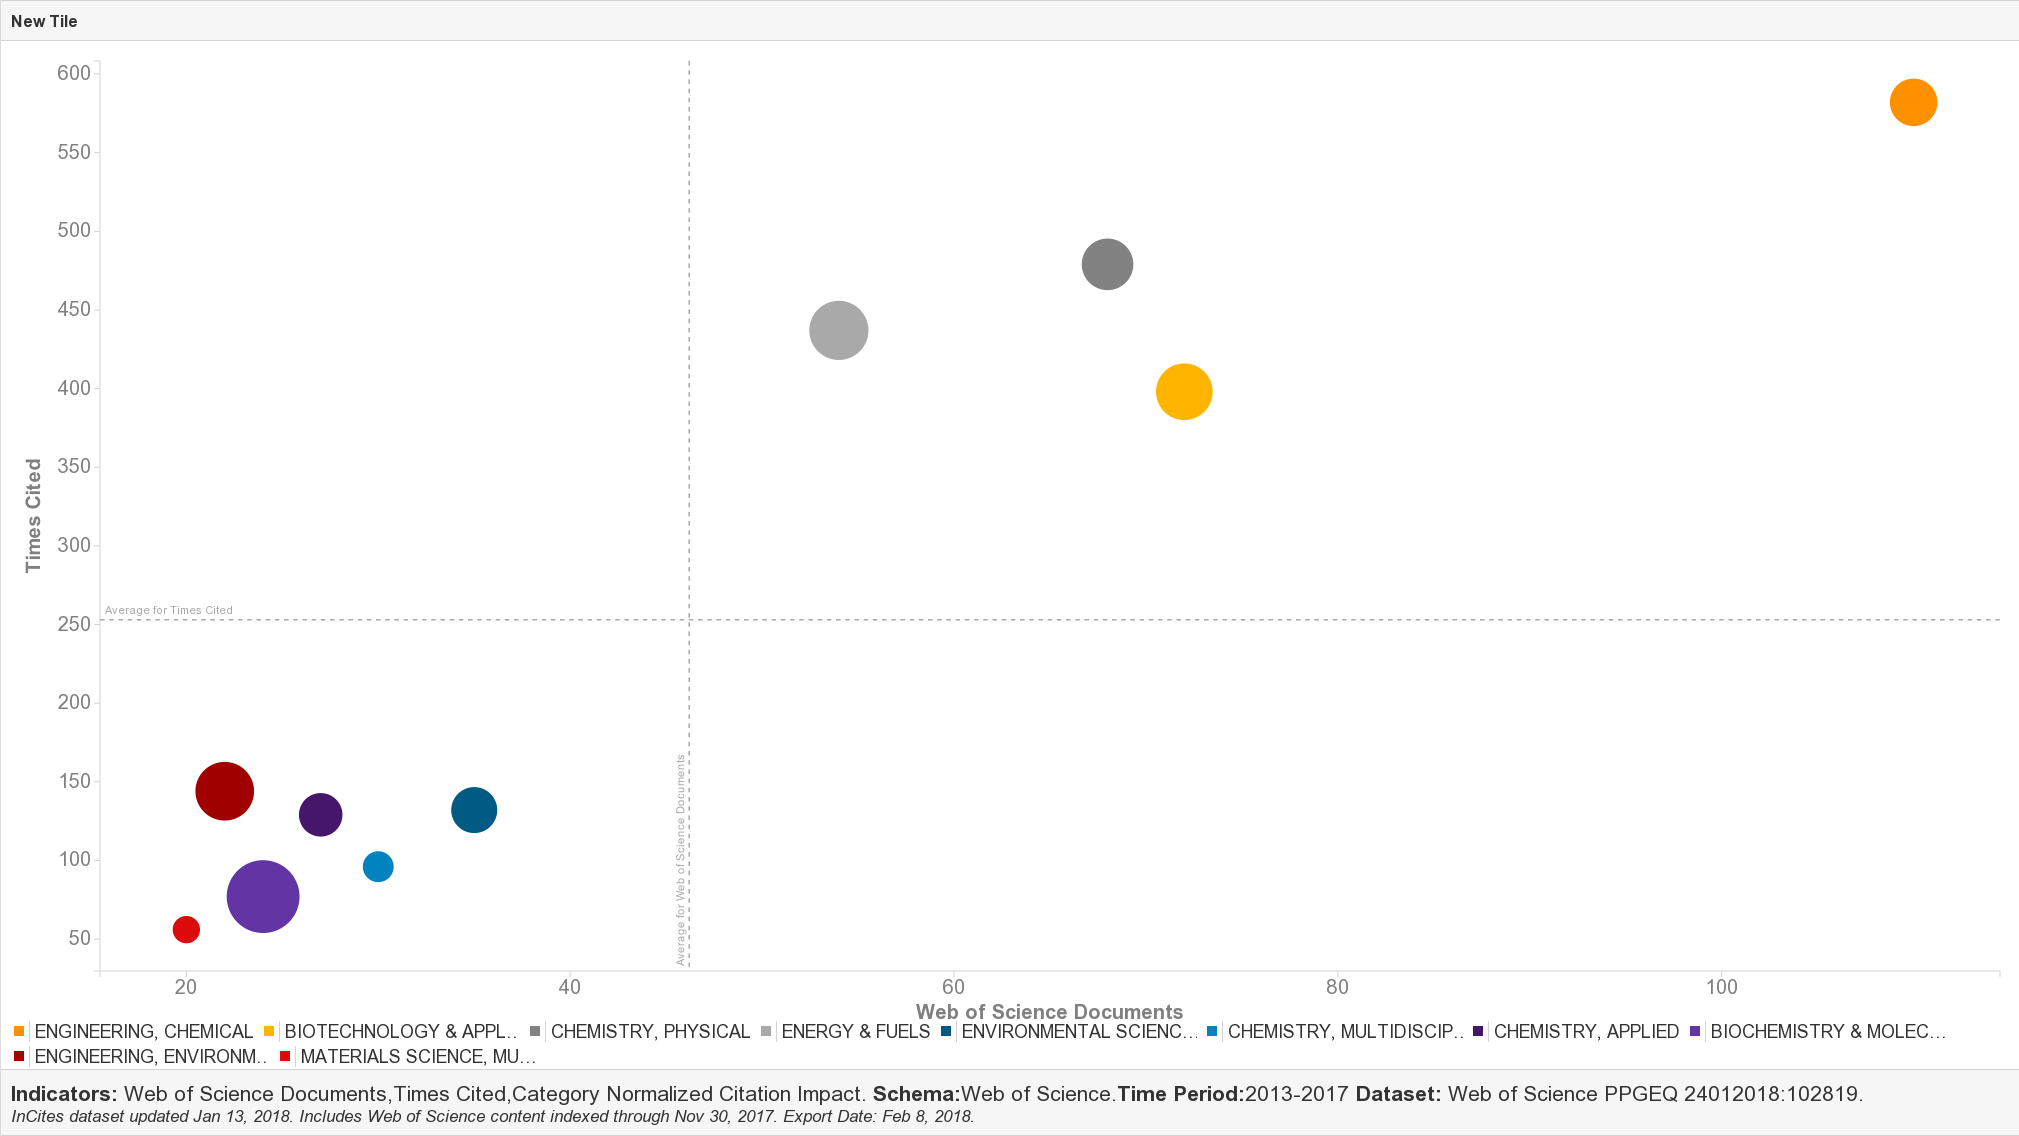 New Tile
600
550
500
450
400
350
300
250
200
150
100
50
Times Cited
Average for Times Cited
Average for Web of Science Documents
20 40 60 80 100
Web of Science Documents
ENGINEERING, CHEMICAL BIOTECHNOLOGY & APPL... CHEMISTRY, PHYSICAL ENERGY & FUELS ENVIRONMENTAL SCIENC... CHEMISTRY, MULTIDISCIP... CHEMISTRY, APPLIED BIOCHEMISTRY & MOLEC...
ENGINEERING, ENVIRONM... MATERIALS SCIENCE, MU...
Indicators: Web of Science Documents,Times Cited,Category Normalized Citation Impact. Schema:Web of Science.Time Period:2013-2017 Dataset: Web of Science PPGEQ 24012018:102819.
InCites dataset updated Jan 13, 2018. Includes Web of Science content indexed through Nov 30, 2017. Export Date: Feb 8, 2018.